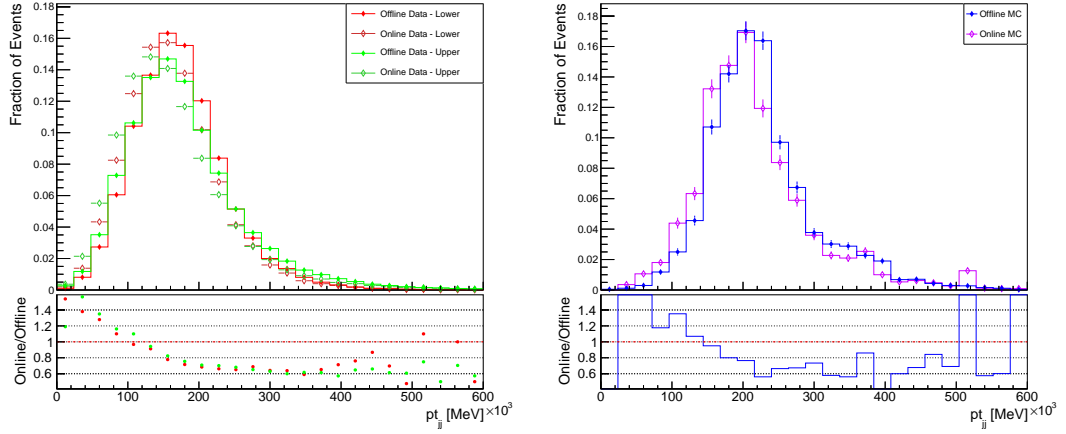 Fraction of Events
0.18
0.16
0.14
0.12
0.1
0.08
0.06
0.04
0.02
0
Offline Data - Lower
Online Data - Lower
Offline Data - Upper
Online Data - Upper
Online/Offline
1.4
1.2
1
0.8
0.6
0 100 200 300 400 500 600
pt_jj [MeV] ×10³
Fraction of Events
0.18
0.16
0.14
0.12
0.1
0.08
0.06
0.04
0.02
0
Offline MC
Online MC
Online/Offline
1.4
1.2
1
0.8
0.6
0 100 200 300 400 500 600
pt_jj [MeV] ×10³